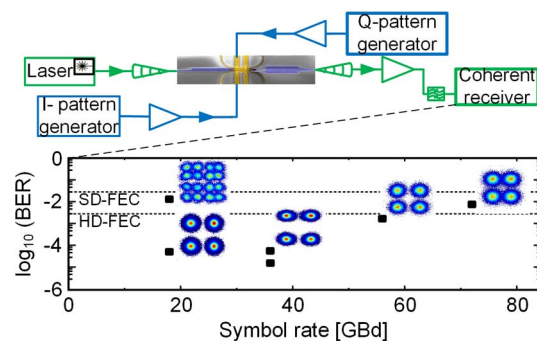 Q-pattern
generator
Laser
Coherent
receiver
I- pattern
generator
0
SD-FEC
-2
HD-FEC
-4
-6
log₁₀ (BER)
0 20 40 60 80
Symbol rate [GBd]